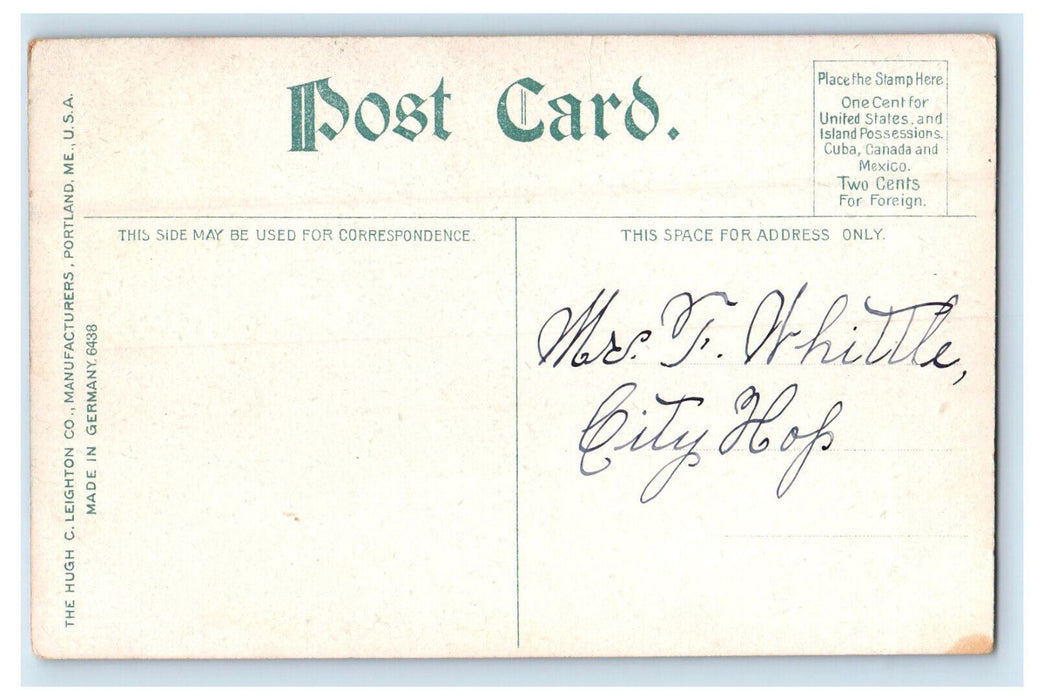 Post Card.
Place the Stamp Here
One Cent for
United States, and
Island Possessions.
Cuba, Canada and
Mexico.
Two Cents
For Foreign.
THE HUGH C. LEIGHTON CO., MANUFACTURERS, PORTLAND, ME., U.S.A.
MADE IN GERMANY. 6438
THIS SIDE MAY BE USED FOR CORRESPONDENCE.
THIS SPACE FOR ADDRESS ONLY.
Mrs. F. Whittle,
City Hosp